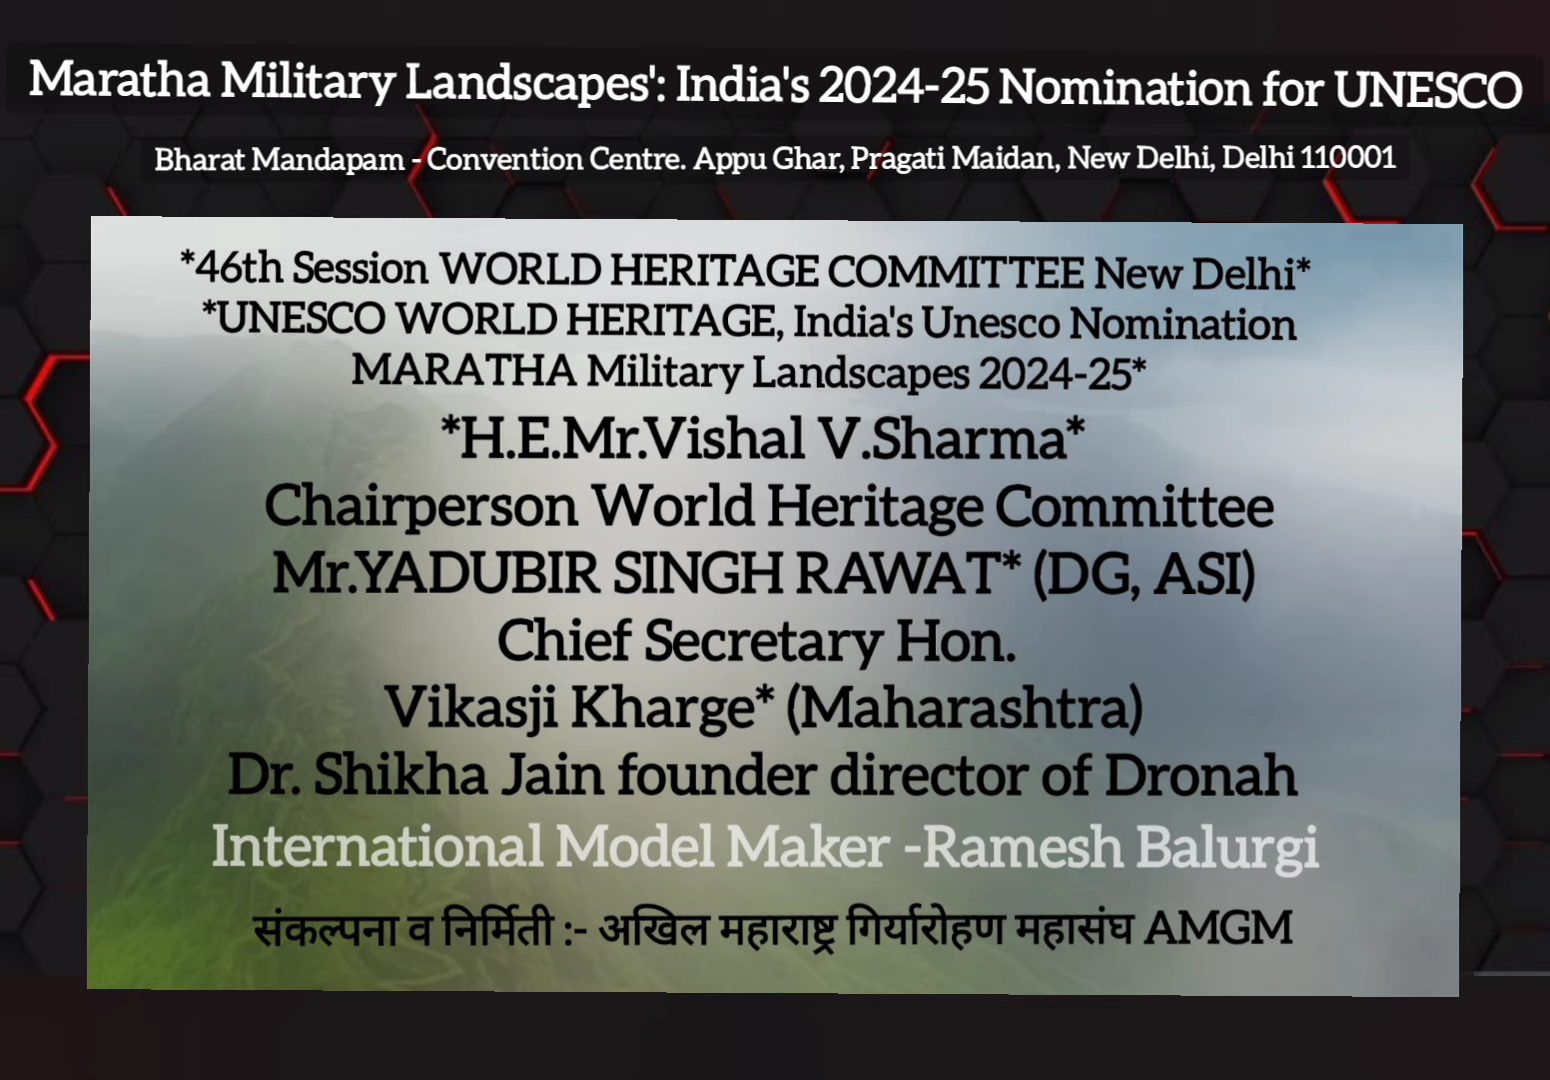 Maratha Military Landscapes': India's 2024-25 Nomination for UNESCO
Bharat Mandapam - Convention Centre. Appu Ghar, Pragati Maidan, New Delhi, Delhi 110001
*46th Session WORLD HERITAGE COMMITTEE New Delhi*
*UNESCO WORLD HERITAGE, India's Unesco Nomination
MARATHA Military Landscapes 2024-25*
*H.E.Mr.Vishal V.Sharma*
Chairperson World Heritage Committee
Mr.YADUBIR SINGH RAWAT* (DG, ASI)
Chief Secretary Hon.
Vikasji Kharge* (Maharashtra)
Dr. Shikha Jain founder director of Dronah
International Model Maker -Ramesh Balurgi
संकल्पना व निर्मिती :- अखिल महाराष्ट्र गिर्यारोहण महासंघ AMGM